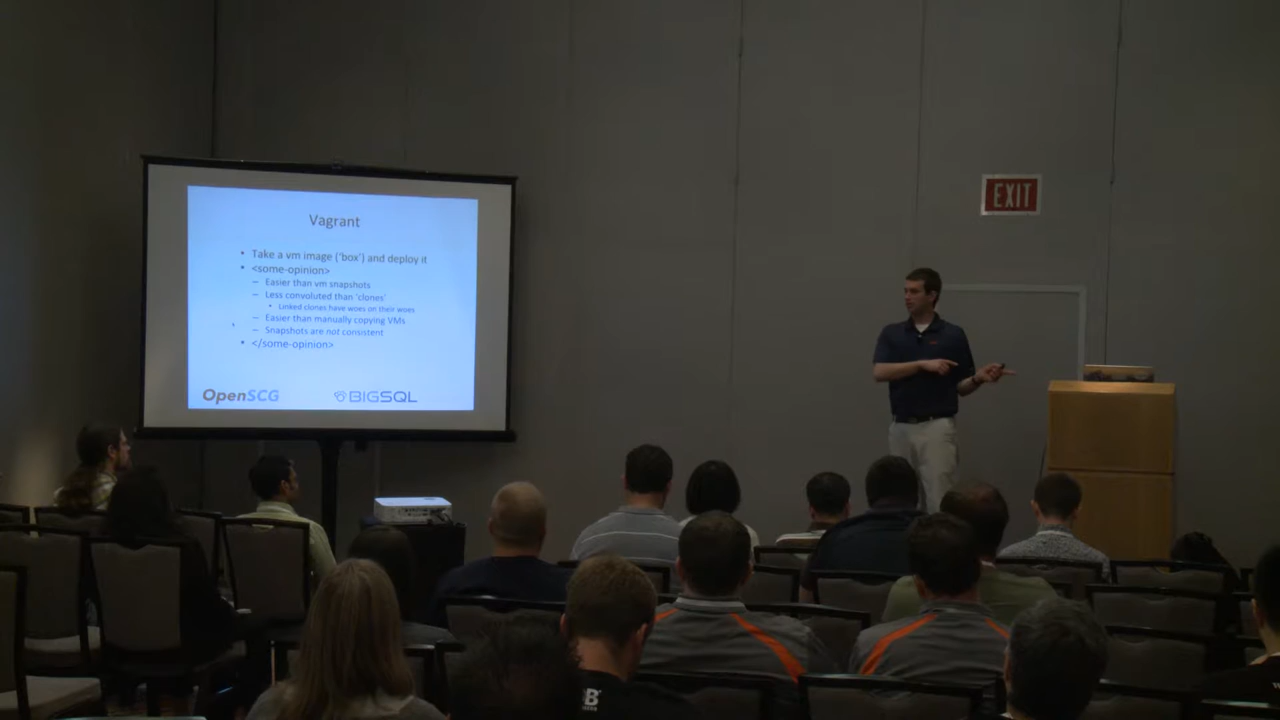 Vagrant
• Take a vm image ('box') and deploy it
• <some-opinion>
– Easier than vm snapshots
– Less convoluted than 'clones'
• Linked clones have woes on their woes
– Easier than manually copying VMs
– Snapshots are not consistent
• </some-opinion>
OpenSCG
BIGSQL
EXIT